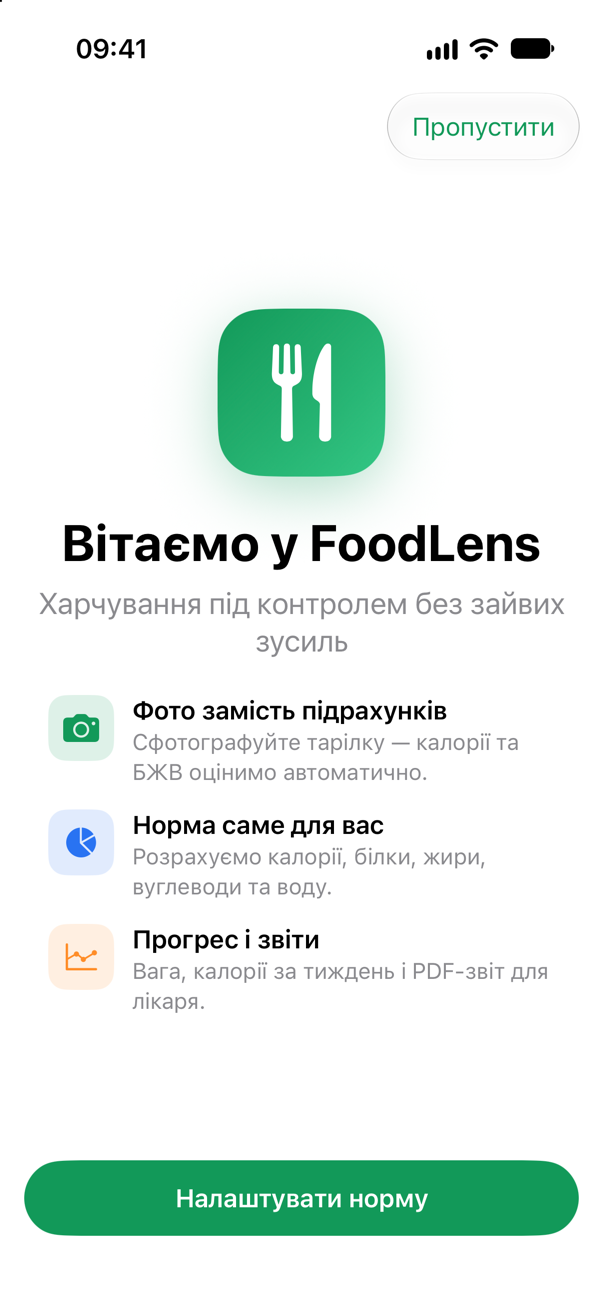 09:41
Пропустити
Вітаємо у FoodLens
Харчування під контролем без зайвих
зусиль
Фото замість підрахунків
Сфотографуйте тарілку — калорії та
БЖВ оцінимо автоматично.
Норма саме для вас
Розрахуємо калорії, білки, жири,
вуглеводи та воду.
Прогрес і звіти
Вага, калорії за тиждень і PDF-звіт для
лікаря.
Налаштувати норму